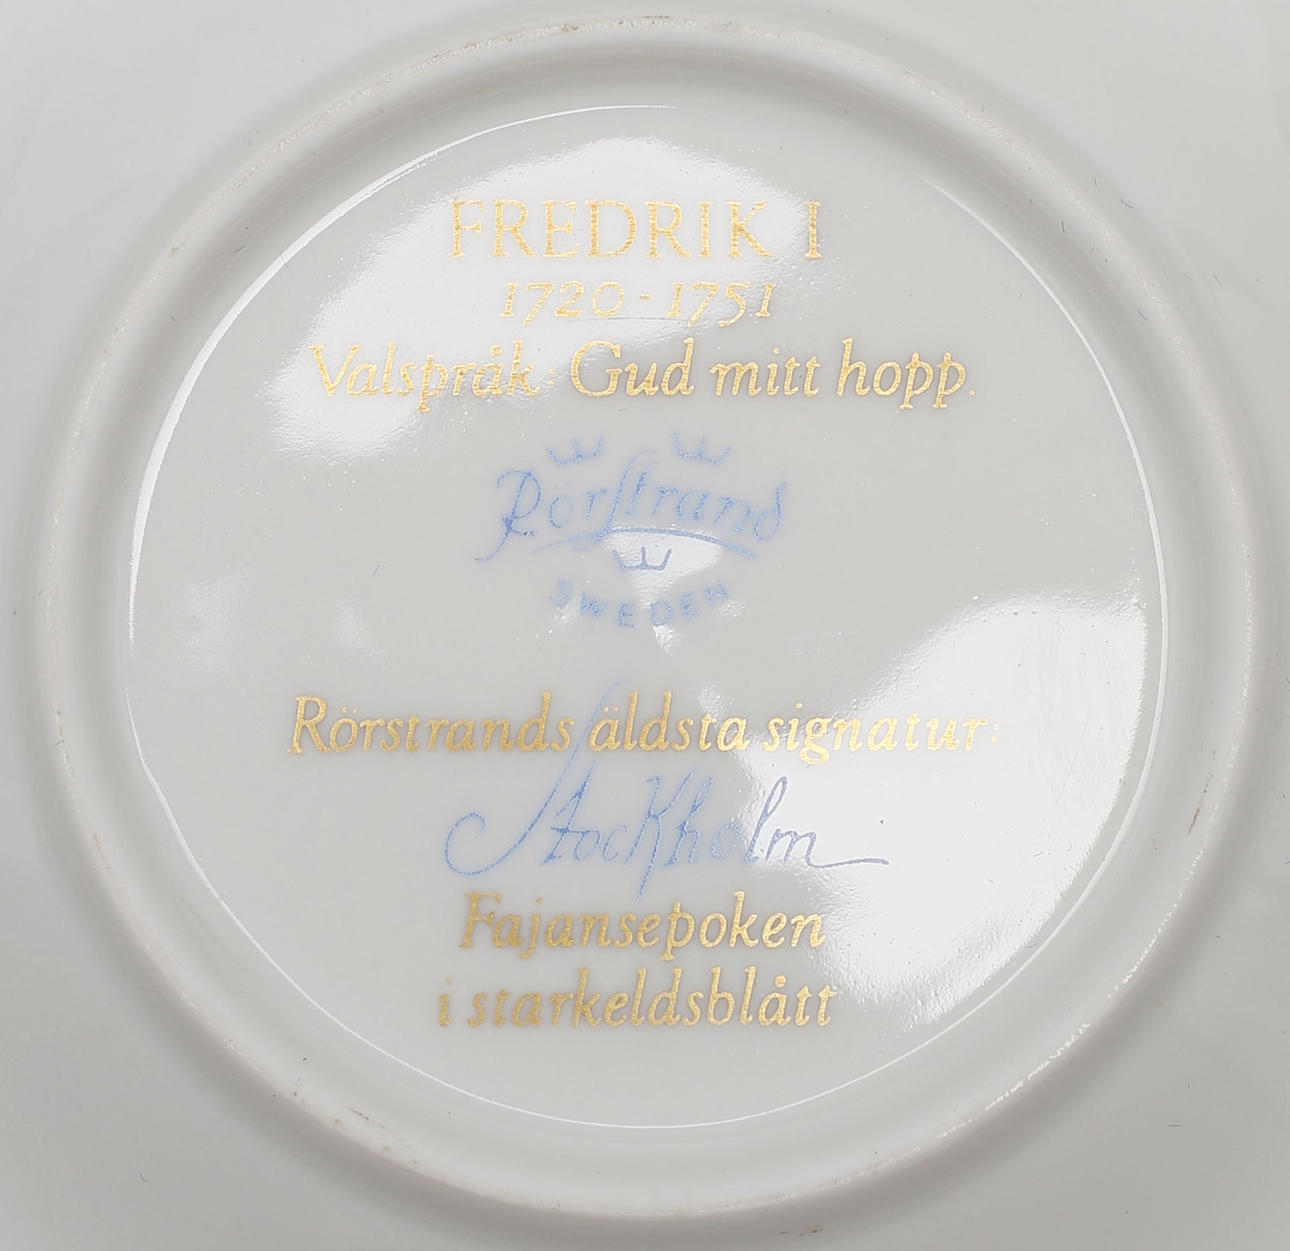 FREDRIK I
1720 - 1751
Valspråk: Gud mitt hopp.
Rörstrand
SWEDEN
Rörstrands äldsta signatur:
StocKholm
Fajansepoken
i starkeldsblått